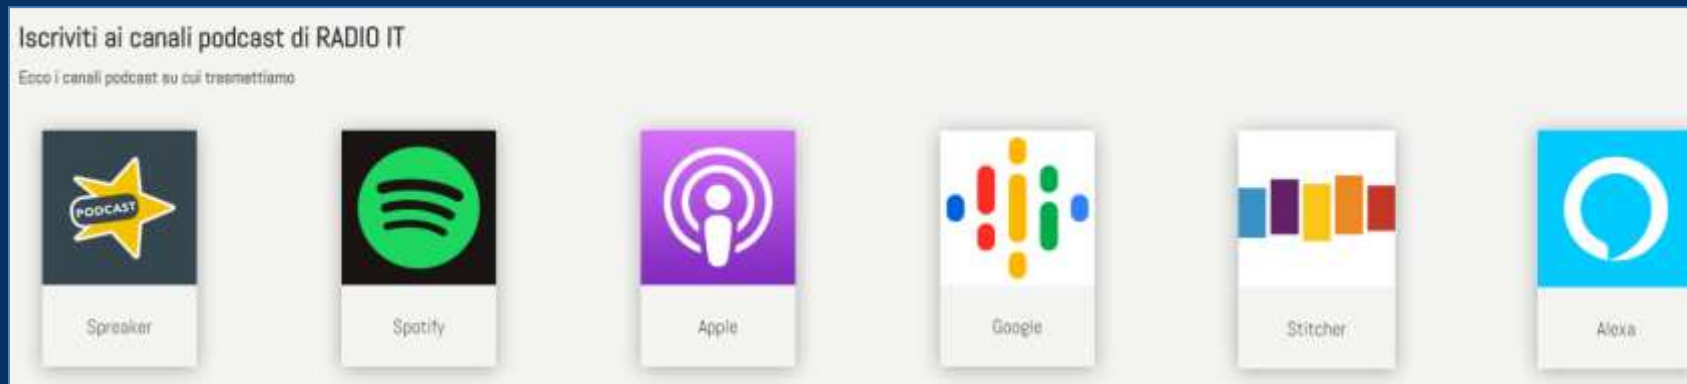 Iscriviti ai canali podcast di RADIO IT
Ecco i canali podcast su cui trasmettiamo
PODCAST
Spreaker
Spotify
Apple
Google
Stitcher
Alexa